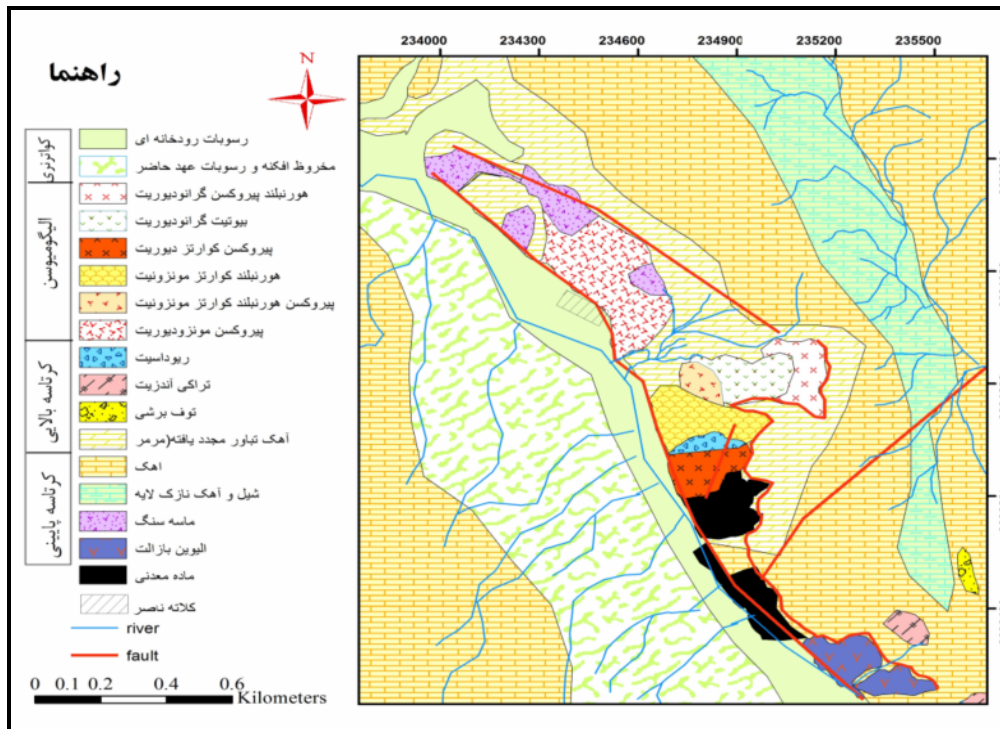 234000 234300 234600 234900 235200 235500
راهنما
N
کواترنری
رسوبات رودخانه ای
مخروط افکنه و رسوبات عهد حاضر
الیگومیوسن
هورنبلند پیروکسن گرانودیوریت
بیوتیت گرانودیوریت
پیروکسن کوارتز دیوریت
هورنبلند کوارتز مونزونیت
پیروکسن هورنبلند کوارتز مونزونیت
پیروکسن مونزودیوریت
کرتاسه بالایی
ریوداسیت
تراکی آندزیت
توف برشی
آهک تبلور مجدد یافته(مرمر
کرتاسه پایینی
اهک
شیل و آهک نازک لایه
ماسه سنگ
الیوین بازالت
ماده معدنی
کلاته ناصر
river
fault
0 0.1 0.2 0.4 0.6
Kilometers